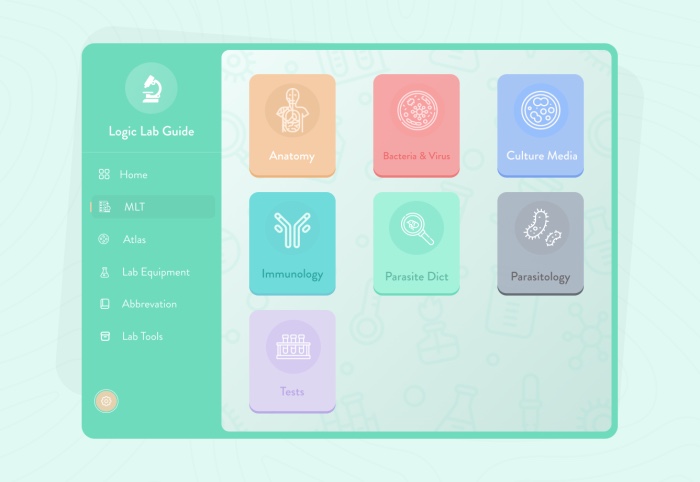 Logic Lab Guide
Home
MLT
Atlas
Lab Equipment
Abbrevation
Lab Tools
Anatomy
Bacteria & Virus
Culture Media
Immunology
Parasite Dict
Parasitology
Tests